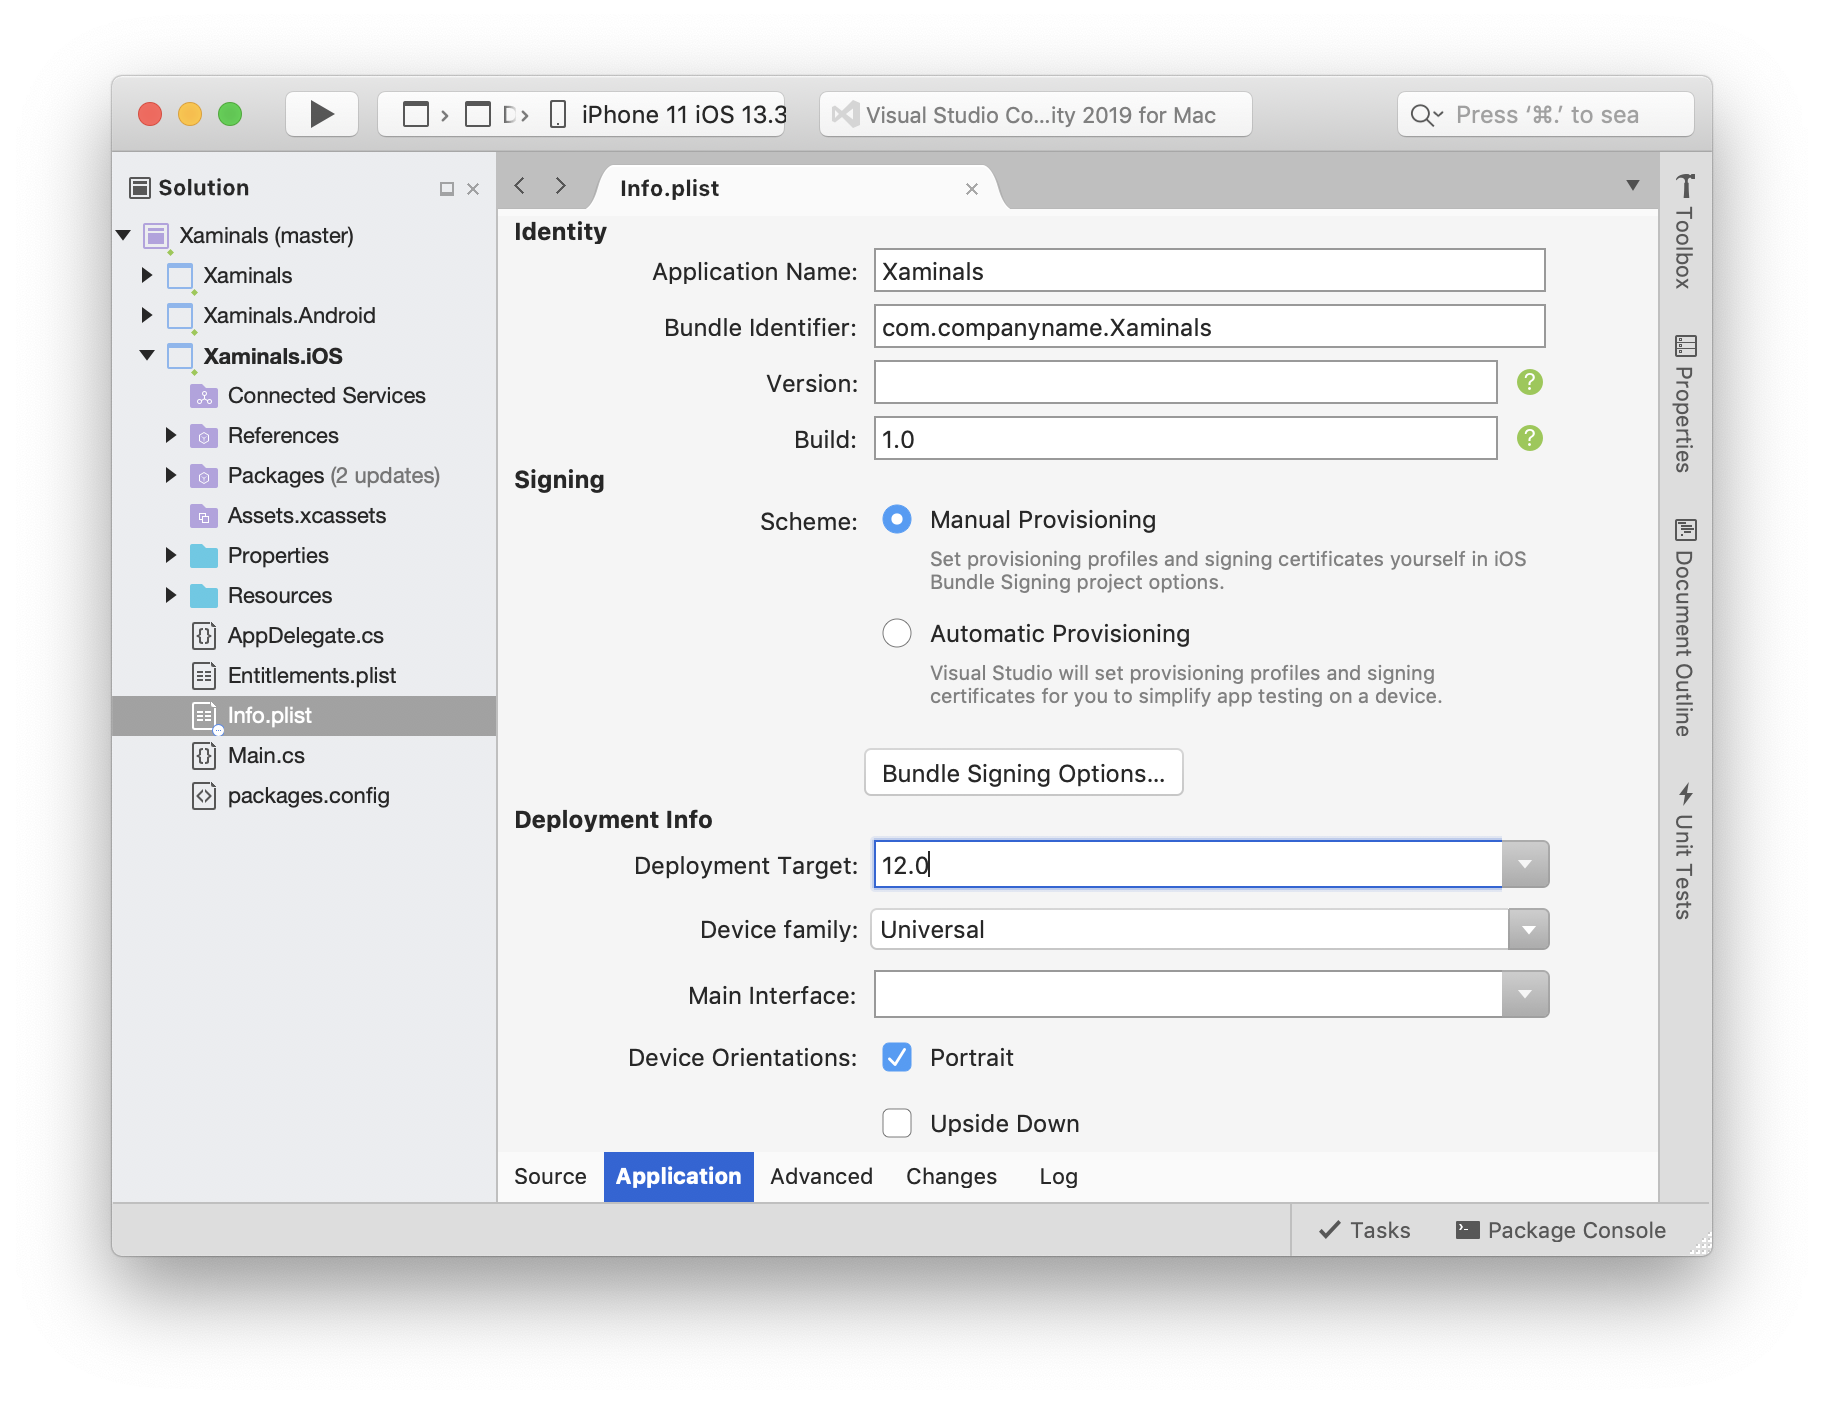 iPhone 11 iOS 13.3
Visual Studio Co...ity 2019 for Mac
Press ‘⌘.’ to sea
Solution
Xaminals (master)
Xaminals
Xaminals.Android
Xaminals.iOS
Connected Services
References
Packages (2 updates)
Assets.xcassets
Properties
Resources
AppDelegate.cs
Entitlements.plist
Info.plist
Main.cs
packages.config
Info.plist
Identity
Application Name: Xaminals
Bundle Identifier: com.companyname.Xaminals
Version:
Build: 1.0
Signing
Scheme: Manual Provisioning
Set provisioning profiles and signing certificates yourself in iOS
Bundle Signing project options.
Automatic Provisioning
Visual Studio will set provisioning profiles and signing
certificates for you to simplify app testing on a device.
Bundle Signing Options...
Deployment Info
Deployment Target: 12.0
Device family: Universal
Main Interface:
Device Orientations: Portrait
Upside Down
Source Application Advanced Changes Log
Toolbox
Properties
Document Outline
Unit Tests
Tasks Package Console